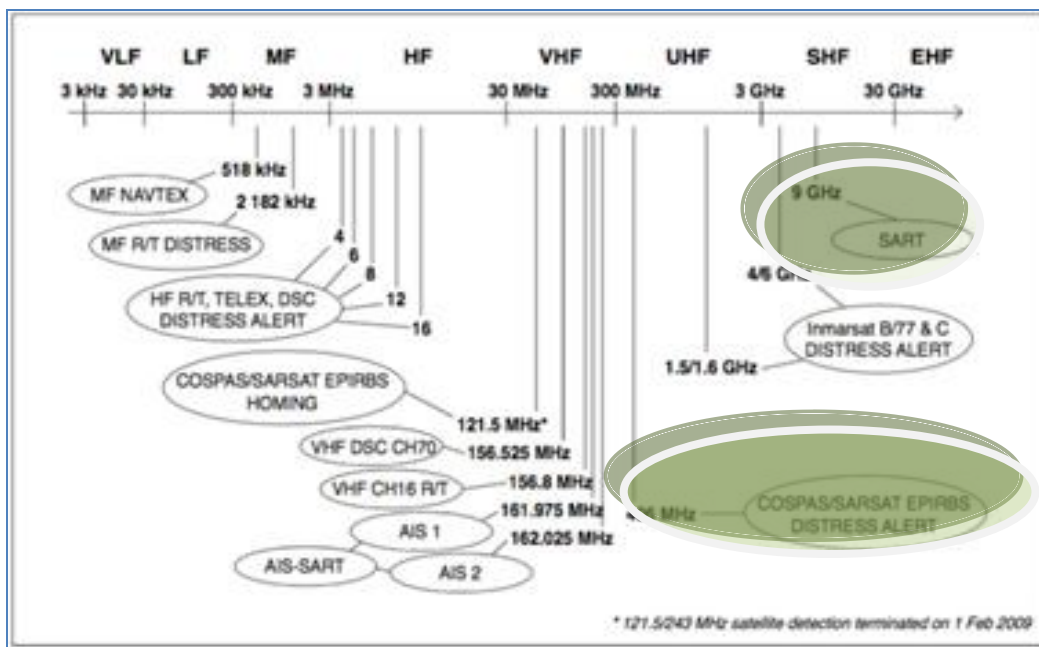 VLF LF MF HF VHF UHF SHF EHF
3 kHz 30 kHz 300 kHz 3 MHz 30 MHz 300 MHz 3 GHz 30 GHz
518 kHz
MF NAVTEX
2 182 kHz
MF R/T DISTRESS
9 GHz
SART
4
6
8
12
16
HF R/T, TELEX, DSC
DISTRESS ALERT
4/6 GHz
Inmarsat B/77 & C
DISTRESS ALERT
1.5/1.6 GHz
COSPAS/SARSAT EPIRBS
HOMING
121.5 MHz*
VHF DSC CH70
156.525 MHz
VHF CH16 R/T
156.8 MHz
161.975 MHz
AIS 1
162.025 MHz
AIS-SART
AIS 2
MHz
COSPAS/SARSAT EPIRBS
DISTRESS ALERT
* 121.5/243 MHz satellite detection terminated on 1 Feb 2009